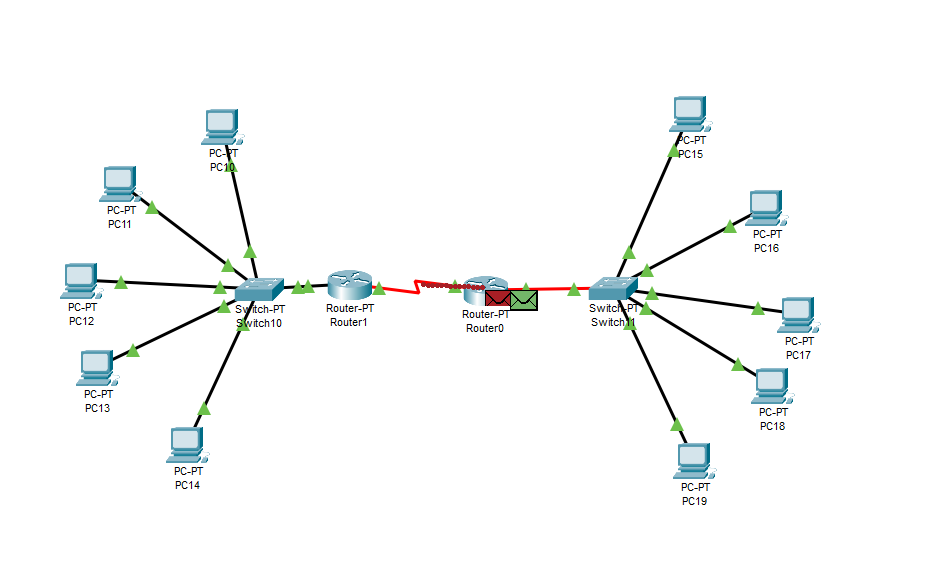 PC-PT
PC10
PC-PT
PC11
PC-PT
PC12
PC-PT
PC13
PC-PT
PC14
Switch-PT
Switch10
Router-PT
Router1
Router-PT
Router0
Switch-PT
Switch11
PC-PT
PC15
PC-PT
PC16
PC-PT
PC17
PC-PT
PC18
PC-PT
PC19